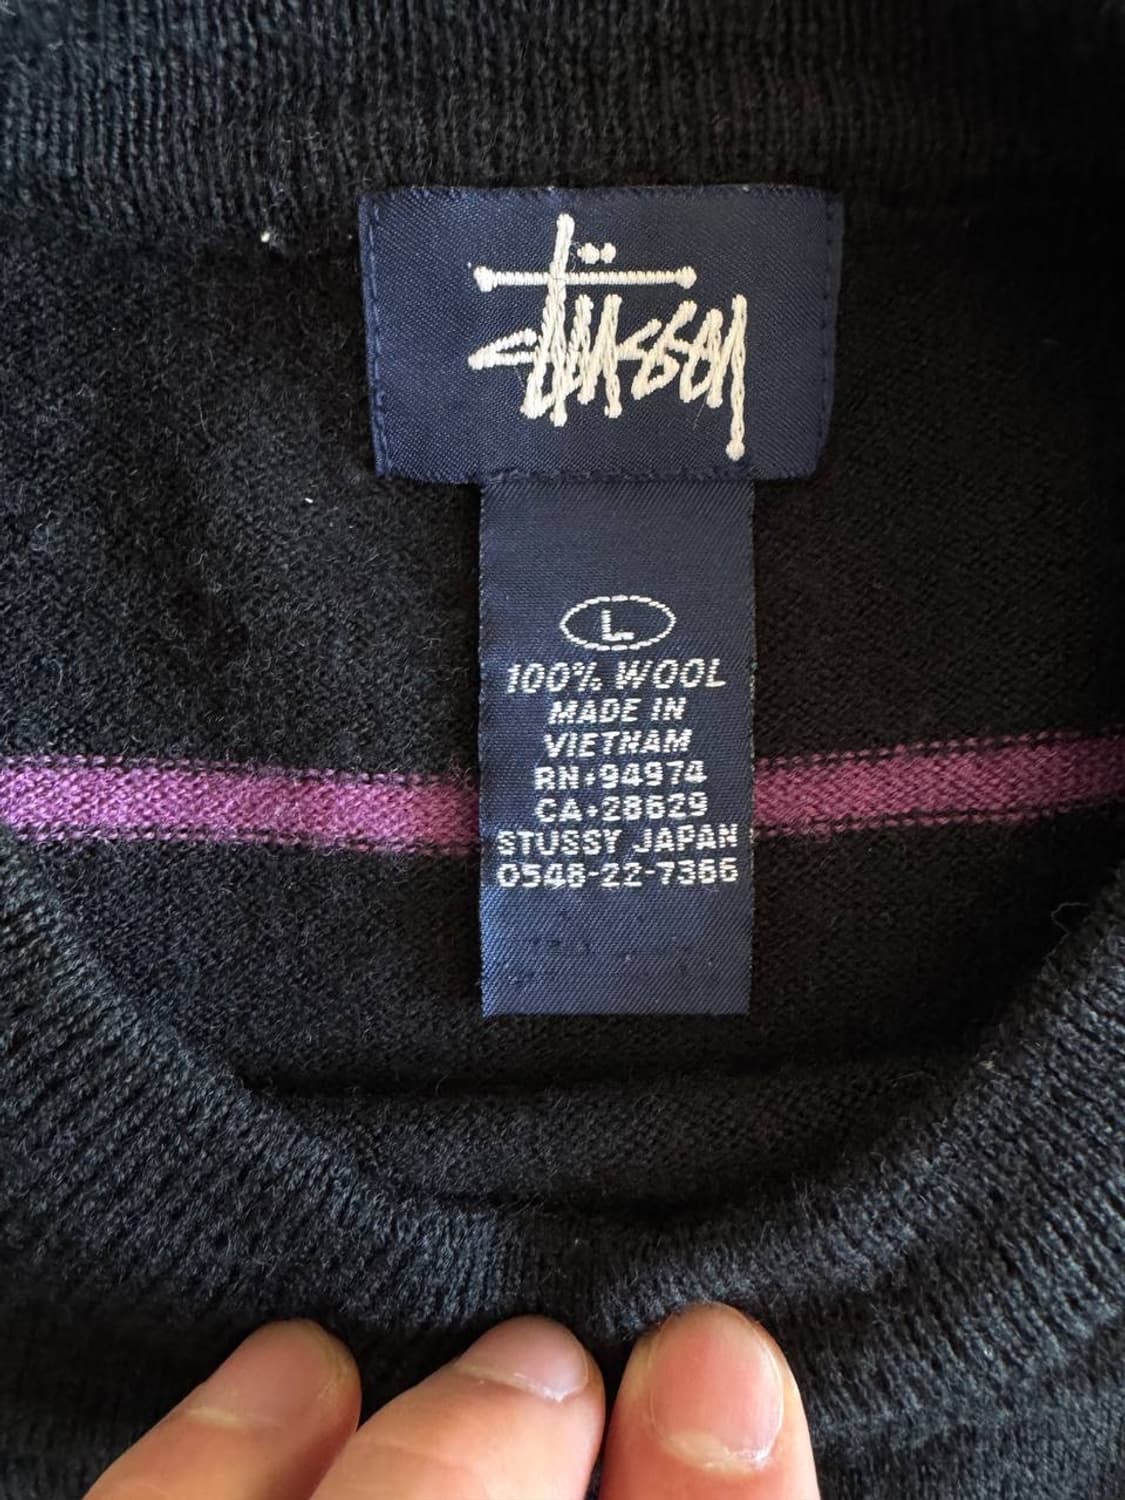 Stüssy
L
100% WOOL
MADE IN
VIETNAM
RN•94974
CA•28629
STUSSY JAPAN
0548-22-7366